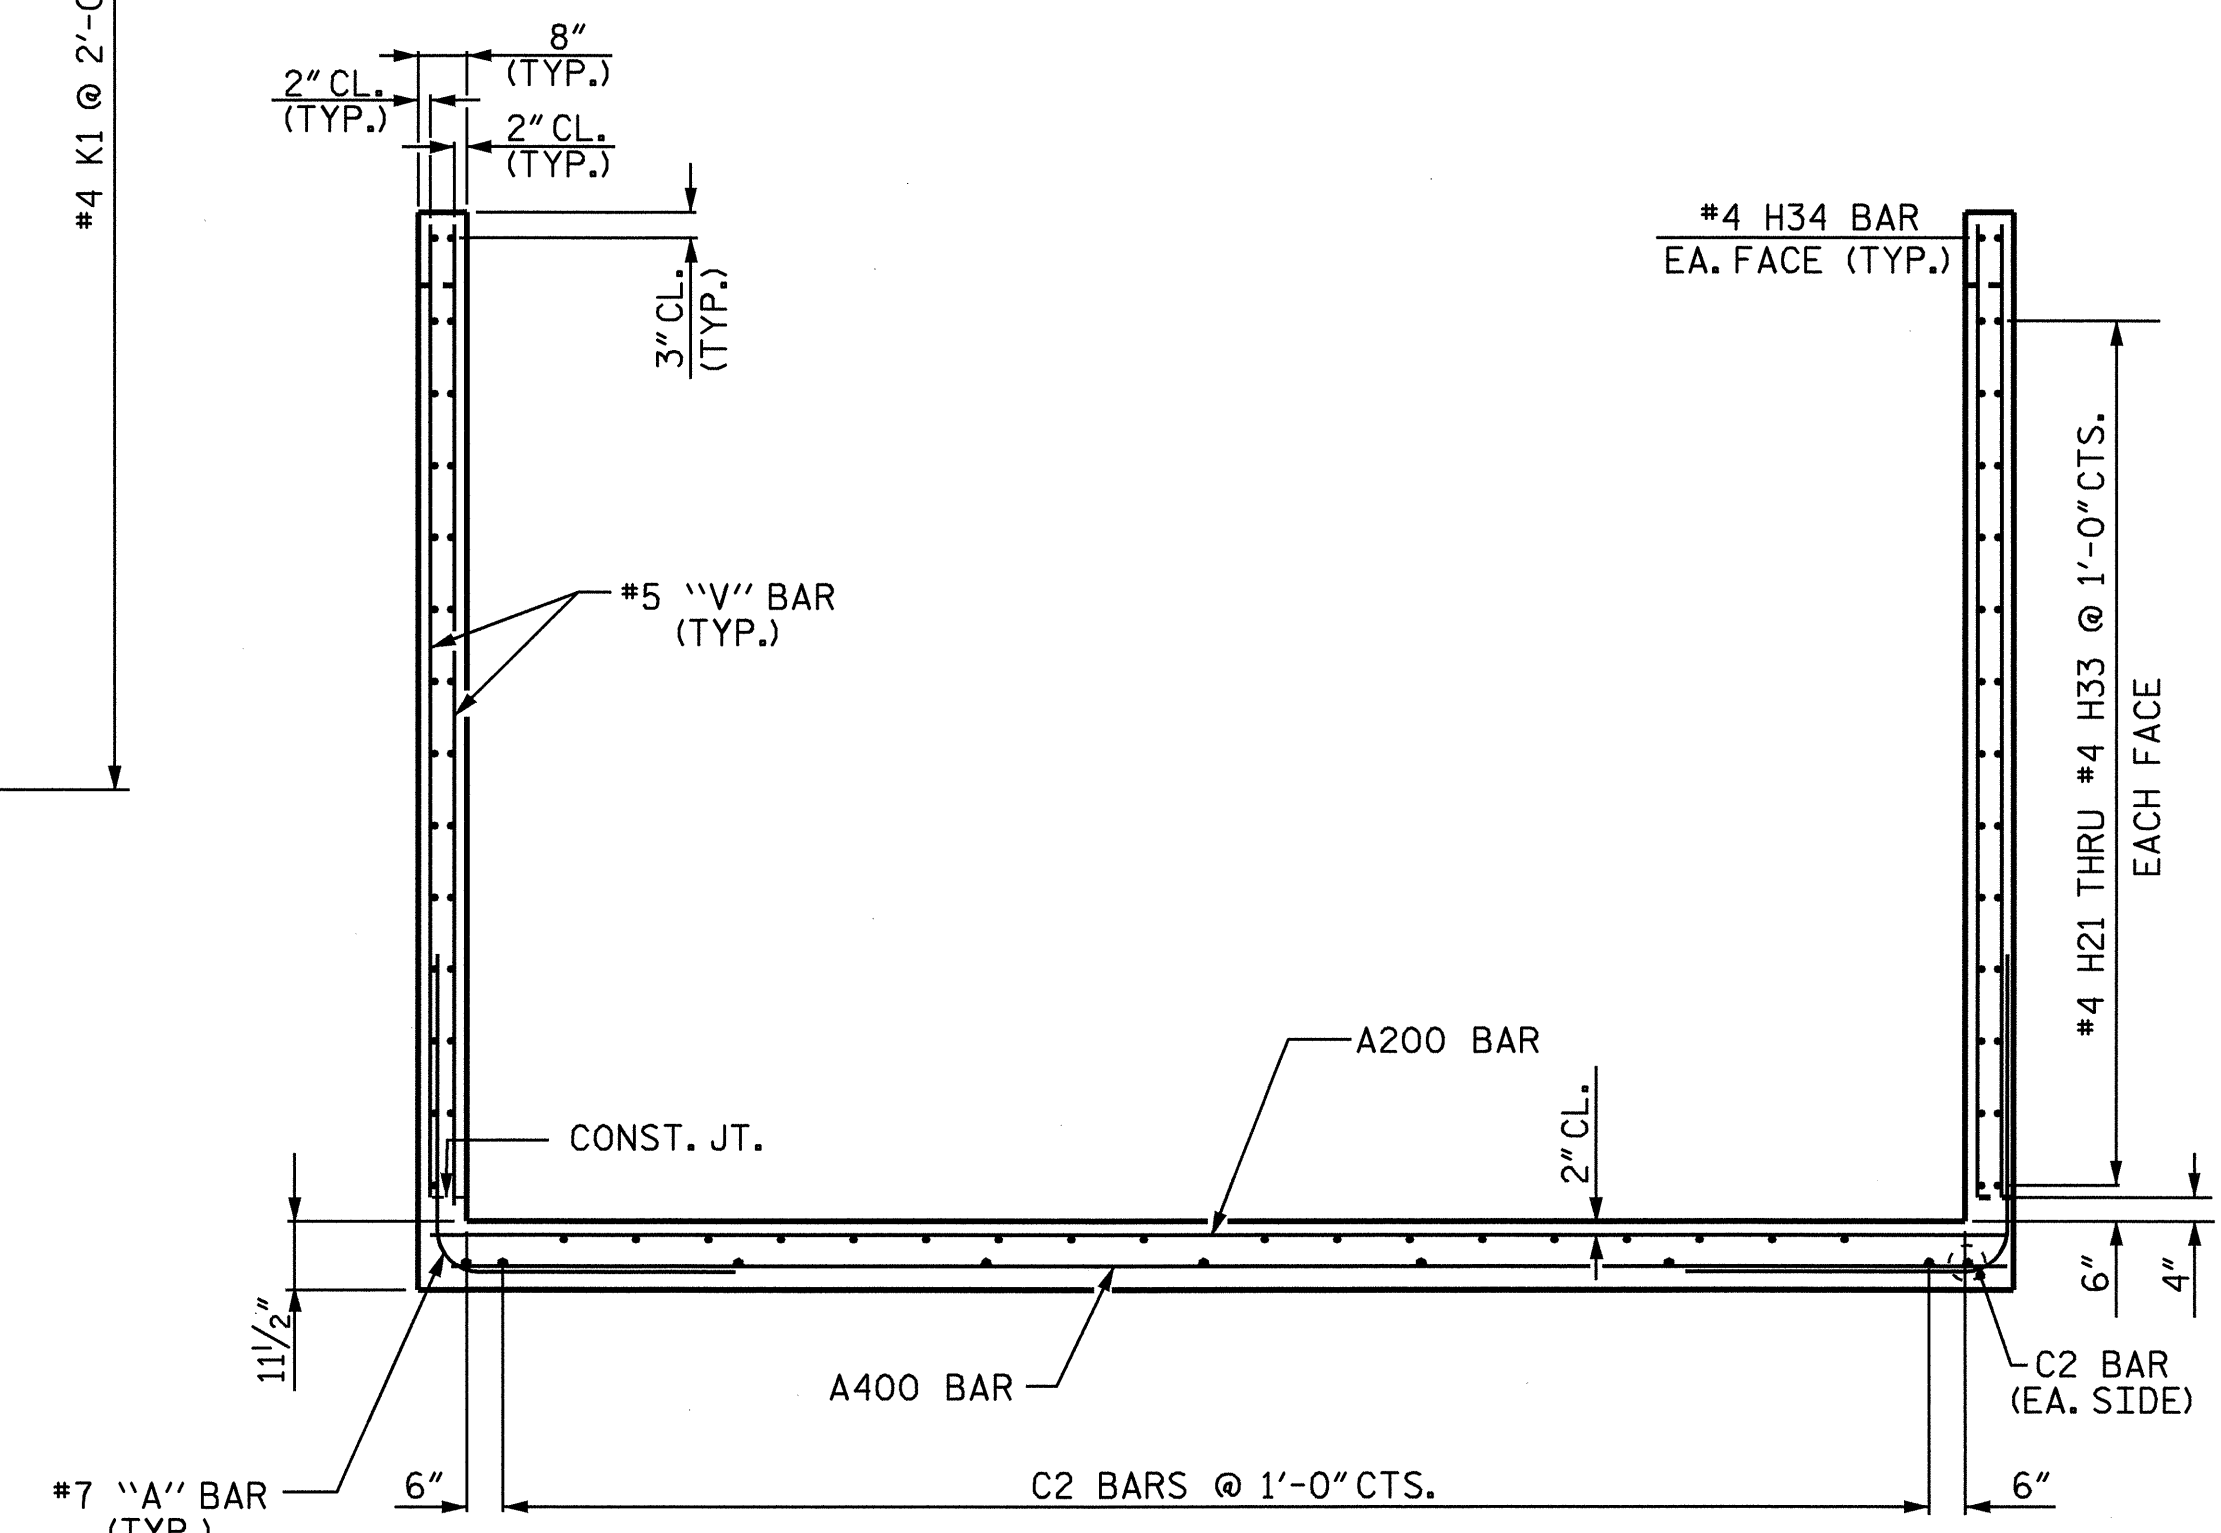 #4 K1 @ 2'-0
8"
(TYP.)
2" CL.
(TYP.)
2" CL.
(TYP.)
3" CL.
(TYP.)
#4 H34 BAR
EA. FACE (TYP.)
#5 "V" BAR
(TYP.)
#4 H21 THRU #4 H33 @ 1'-0" CTS.
EACH FACE
A200 BAR
2" CL.
CONST. JT.
11 1/2"
6"
4"
A400 BAR
C2 BAR
(EA. SIDE)
#7 "A" BAR
(TYP.)
6"
C2 BARS @ 1'-0" CTS.
6"